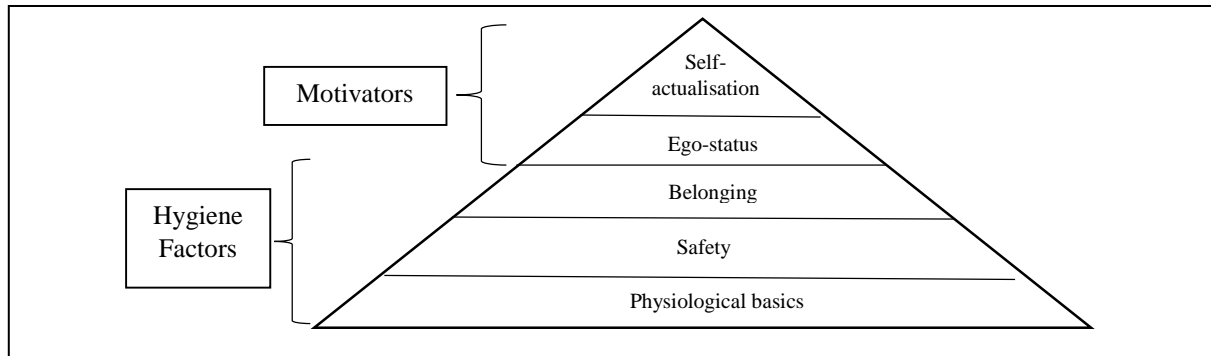 Self-
actualisation
Motivators
Ego-status
Belonging
Hygiene
Factors
Safety
Physiological basics